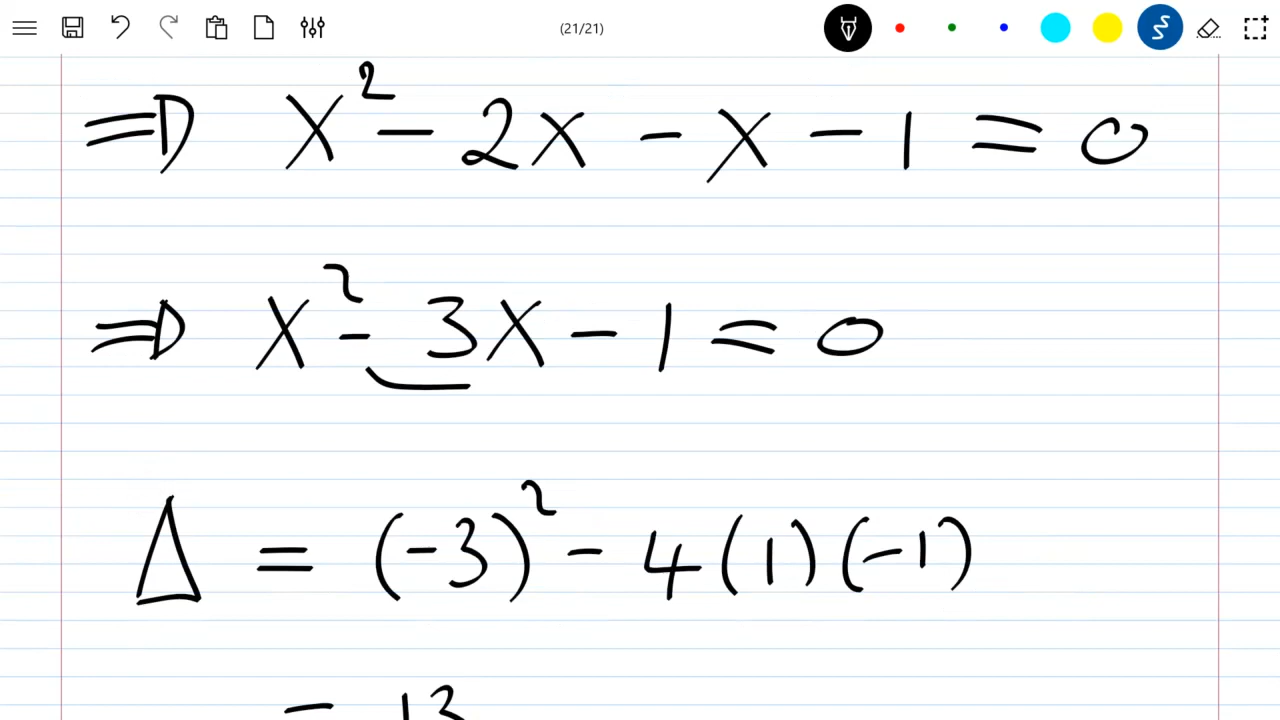 (21/21)
⇒ x² - 2x - x - 1 = 0
⇒ x² - 3x - 1 = 0
Δ = (-3)² - 4(1)(-1)
= 13